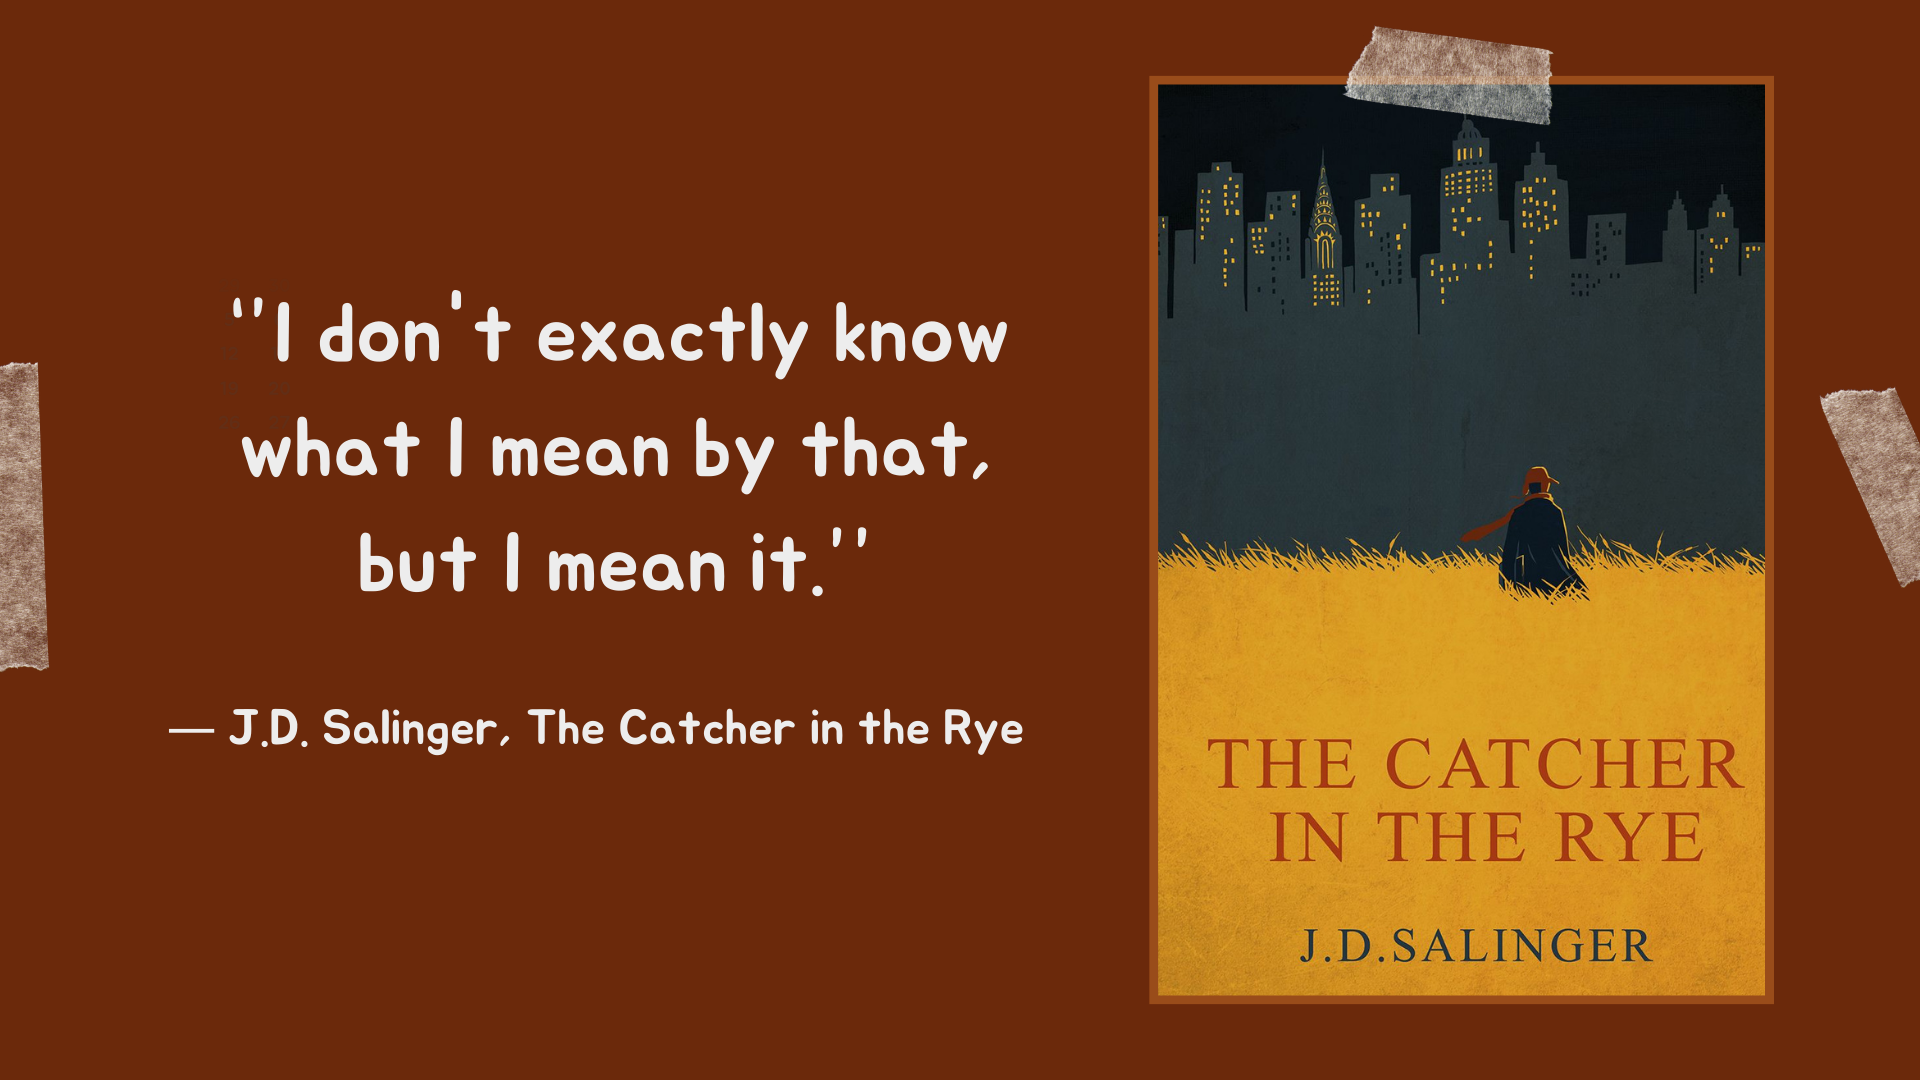 "I don't exactly know
what I mean by that,
but I mean it."
— J.D. Salinger, The Catcher in the Rye
THE CATCHER
IN THE RYE
J.D.SALINGER